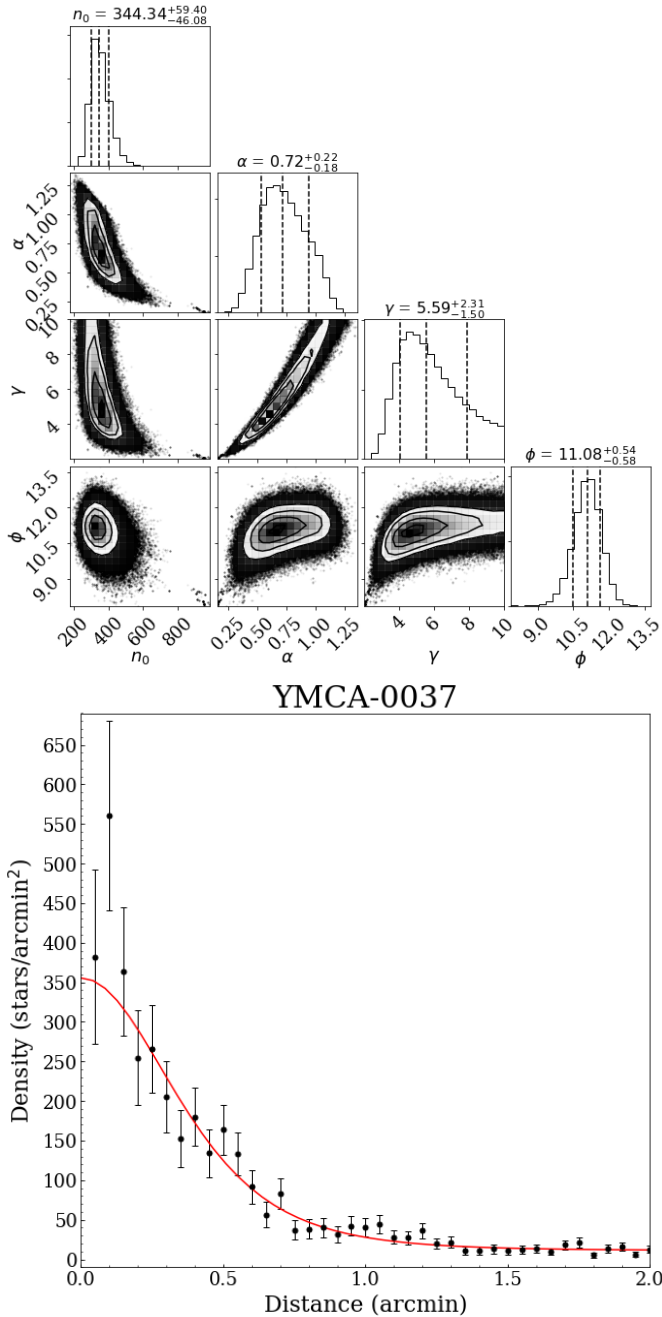 n₀ = 344.34 +59.40 −46.08
α = 0.72 +0.22 −0.18
α
1.25
1.00
0.75
0.50
0.25
γ = 5.59 +2.31 −1.50
γ
10
8
6
4
ϕ = 11.08 +0.54 −0.58
ϕ
13.5
12.0
10.5
9.0
200 400 600 800
0.25 0.50 0.75 1.00 1.25
4 6 8 10
9.0 10.5 12.0 13.5
n₀ α γ ϕ
YMCA-0037
Density (stars/arcmin²)
650
600
550
500
450
400
350
300
250
200
150
100
50
0
0.0 0.5 1.0 1.5 2.0
Distance (arcmin)